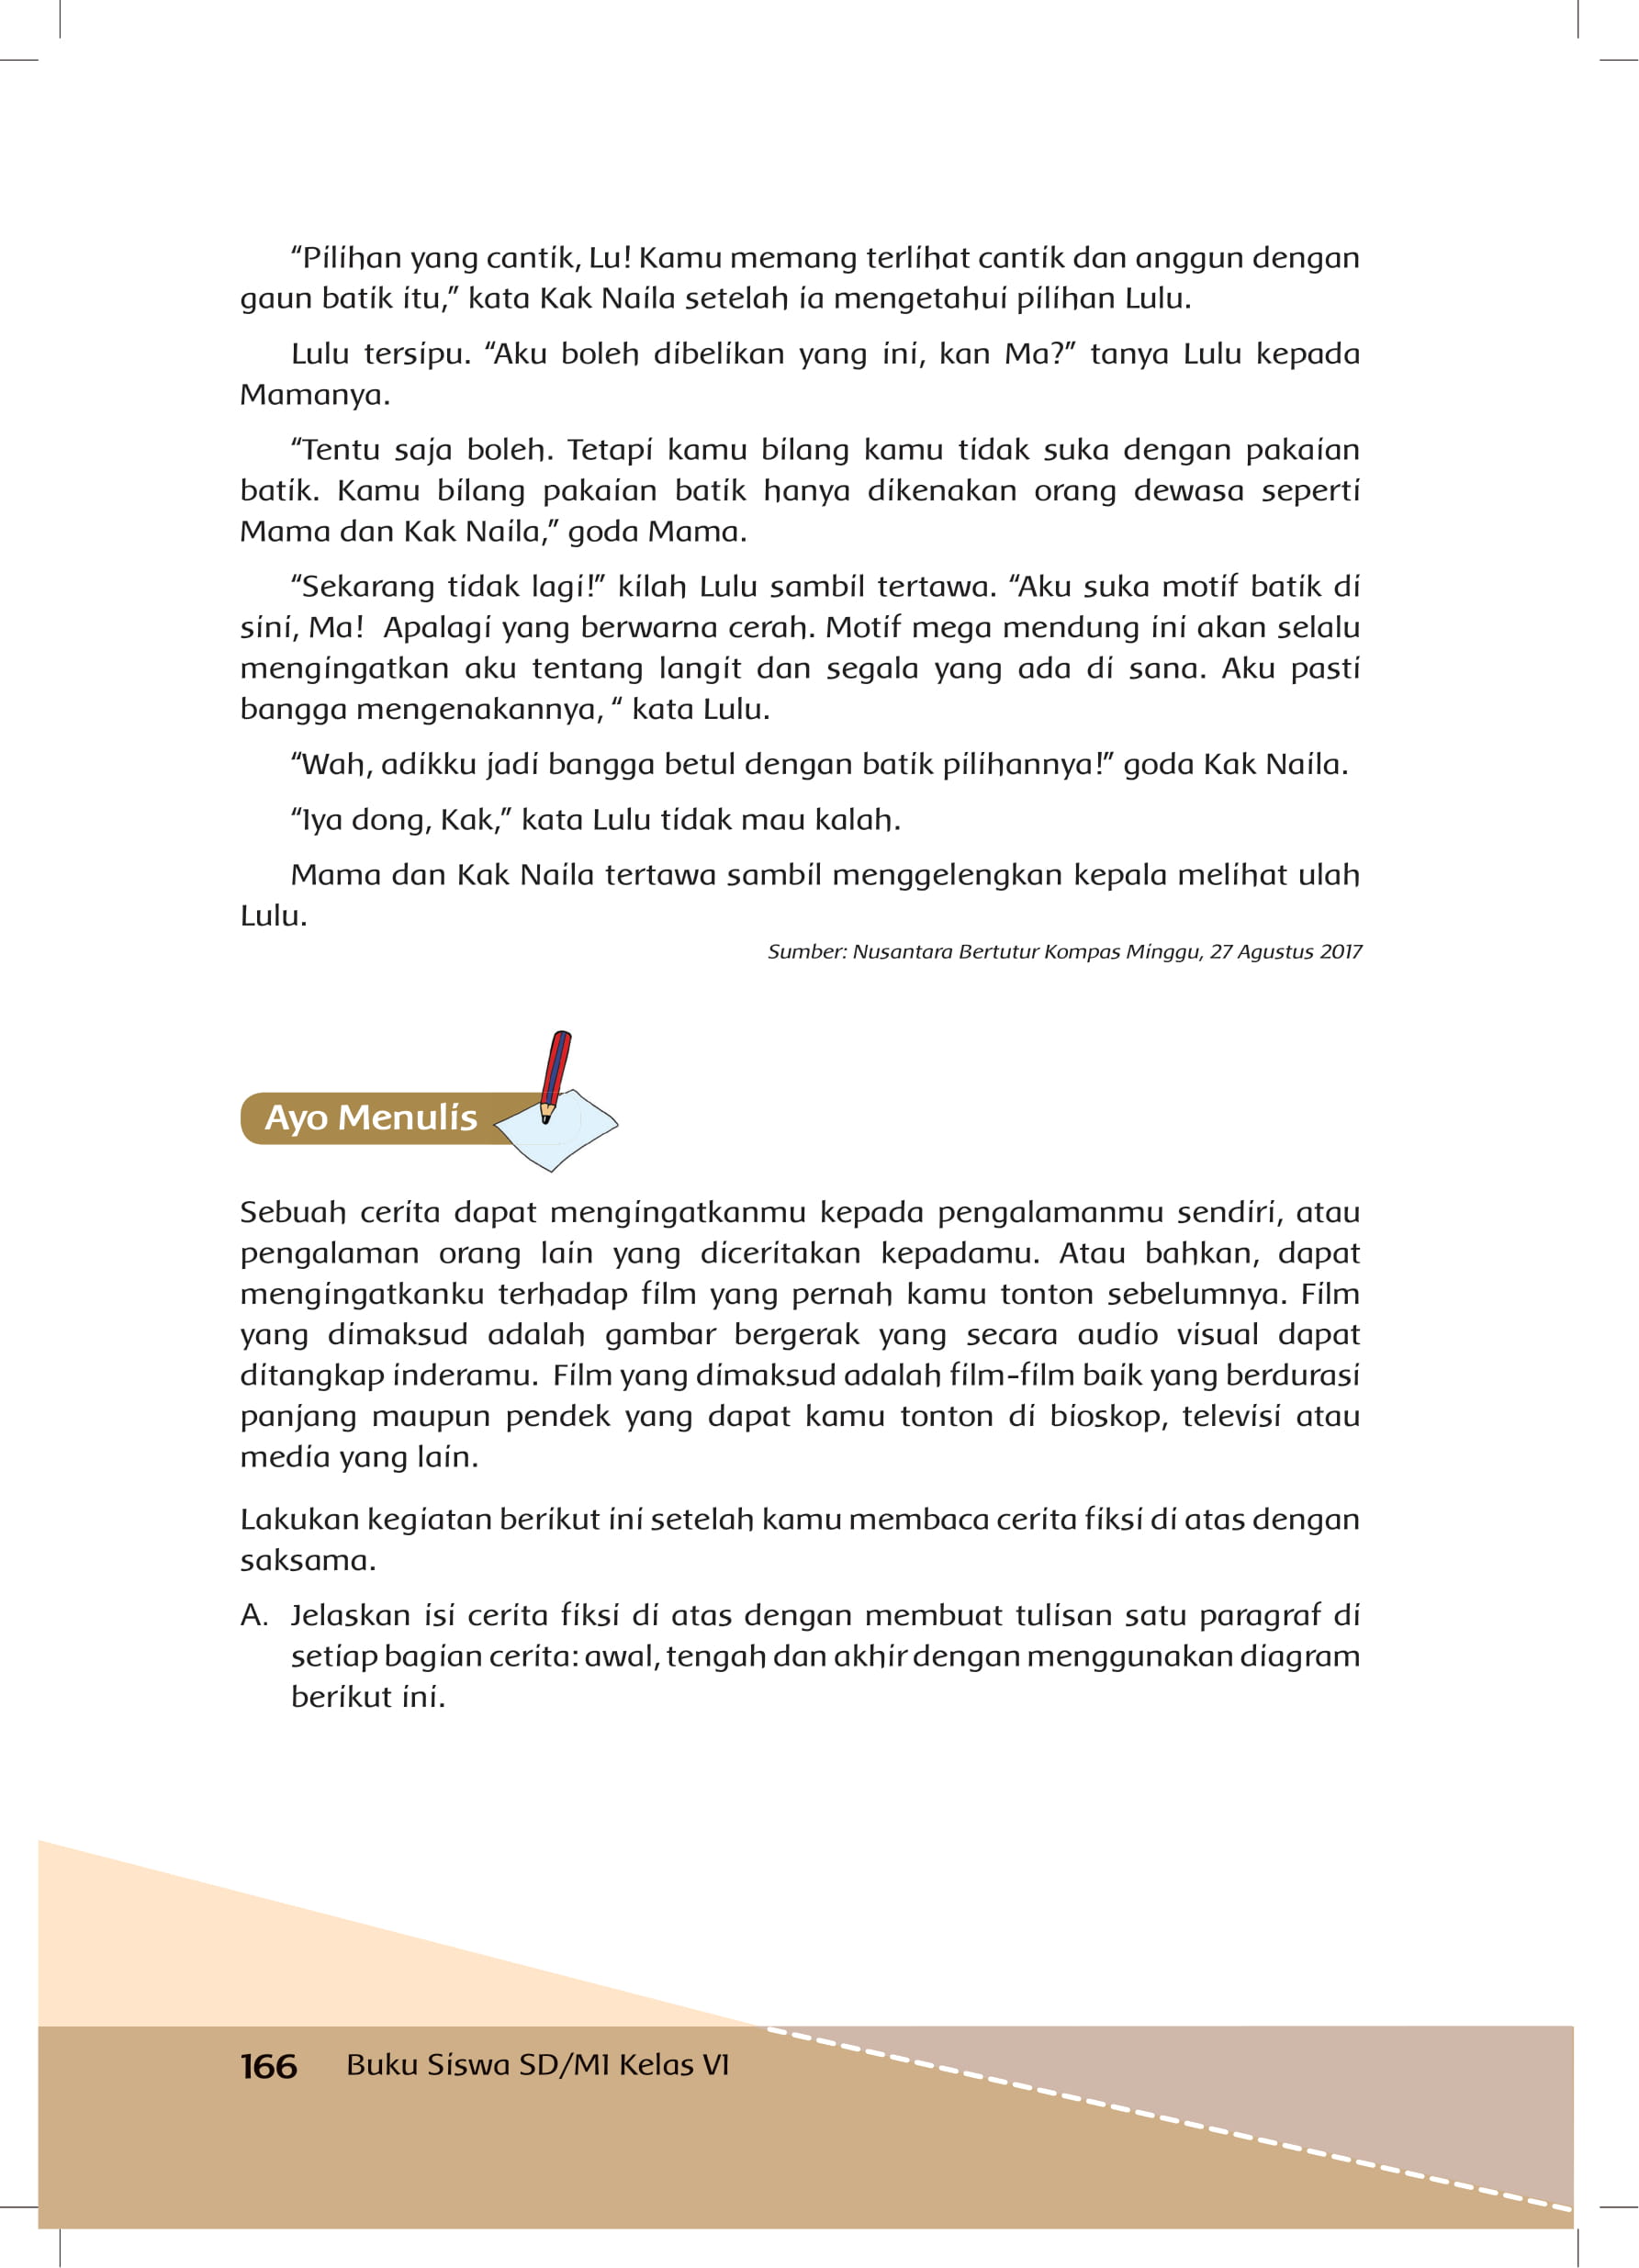 “Pilihan yang cantik, Lu! Kamu memang terlihat cantik dan anggun dengan
gaun batik itu,” kata Kak Naila setelah ia mengetahui pilihan Lulu.
Lulu tersipu. “Aku boleh dibelikan yang ini, kan Ma?” tanya Lulu kepada
Mamanya.
“Tentu saja boleh. Tetapi kamu bilang kamu tidak suka dengan pakaian
batik. Kamu bilang pakaian batik hanya dikenakan orang dewasa seperti
Mama dan Kak Naila,” goda Mama.
“Sekarang tidak lagi!” kilah Lulu sambil tertawa. “Aku suka motif batik di
sini, Ma!  Apalagi yang berwarna cerah. Motif mega mendung ini akan selalu
mengingatkan aku tentang langit dan segala yang ada di sana. Aku pasti
bangga mengenakannya, “ kata Lulu.
“Wah, adikku jadi bangga betul dengan batik pilihannya!” goda Kak Naila.
“Iya dong, Kak,” kata Lulu tidak mau kalah.
Mama dan Kak Naila tertawa sambil menggelengkan kepala melihat ulah
Lulu.
Sumber: Nusantara Bertutur Kompas Minggu, 27 Agustus 2017
Ayo Menulis
Sebuah cerita dapat mengingatkanmu kepada pengalamanmu sendiri, atau
pengalaman orang lain yang diceritakan kepadamu. Atau bahkan, dapat
mengingatkanku terhadap film yang pernah kamu tonton sebelumnya. Film
yang dimaksud adalah gambar bergerak yang secara audio visual dapat
ditangkap inderamu.  Film yang dimaksud adalah film-film baik yang berdurasi
panjang maupun pendek yang dapat kamu tonton di bioskop, televisi atau
media yang lain.
Lakukan kegiatan berikut ini setelah kamu membaca cerita fiksi di atas dengan
saksama.
A. Jelaskan isi cerita fiksi di atas dengan membuat tulisan satu paragraf di
setiap bagian cerita: awal, tengah dan akhir dengan menggunakan diagram
berikut ini.
166 Buku Siswa SD/MI Kelas VI